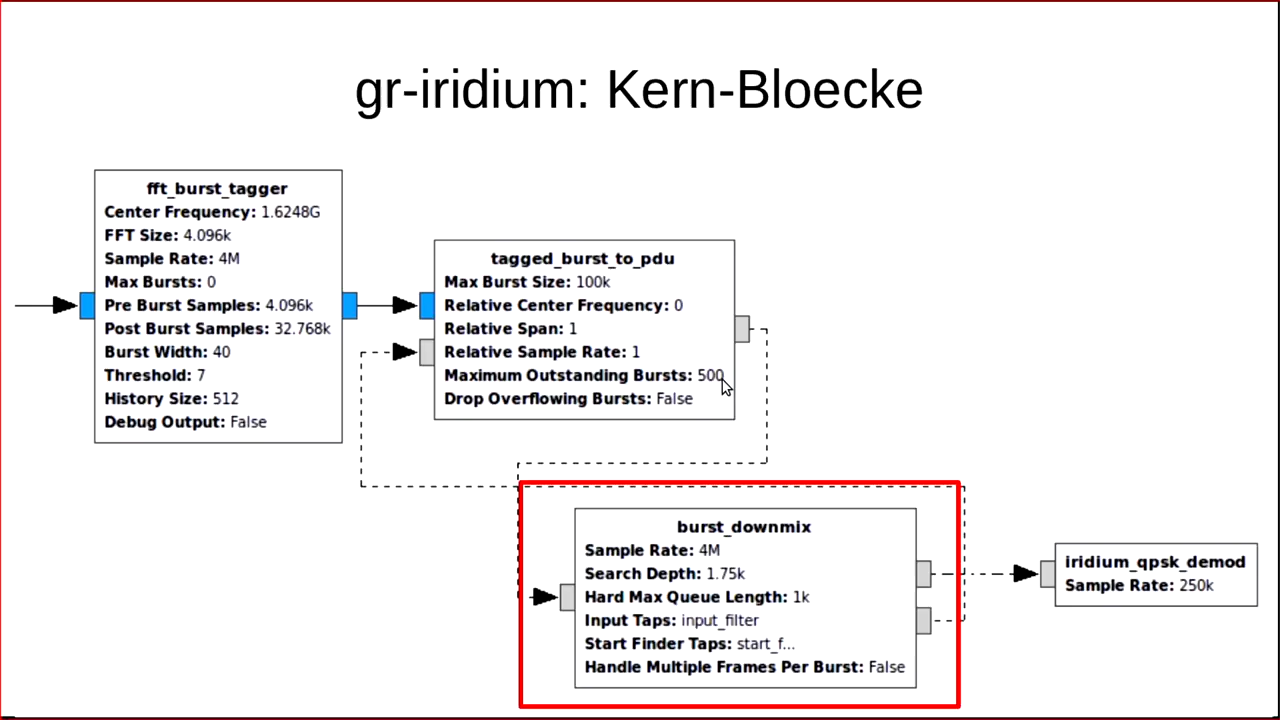 gr-iridium: Kern-Bloecke
fft_burst_tagger
Center Frequency: 1.6248G
FFT Size: 4.096k
Sample Rate: 4M
Max Bursts: 0
Pre Burst Samples: 4.096k
Post Burst Samples: 32.768k
Burst Width: 40
Threshold: 7
History Size: 512
Debug Output: False
tagged_burst_to_pdu
Max Burst Size: 100k
Relative Center Frequency: 0
Relative Span: 1
Relative Sample Rate: 1
Maximum Outstanding Bursts: 500
Drop Overflowing Bursts: False
burst_downmix
Sample Rate: 4M
Search Depth: 1.75k
Hard Max Queue Length: 1k
Input Taps: input_filter
Start Finder Taps: start_f...
Handle Multiple Frames Per Burst: False
iridium_qpsk_demod
Sample Rate: 250k